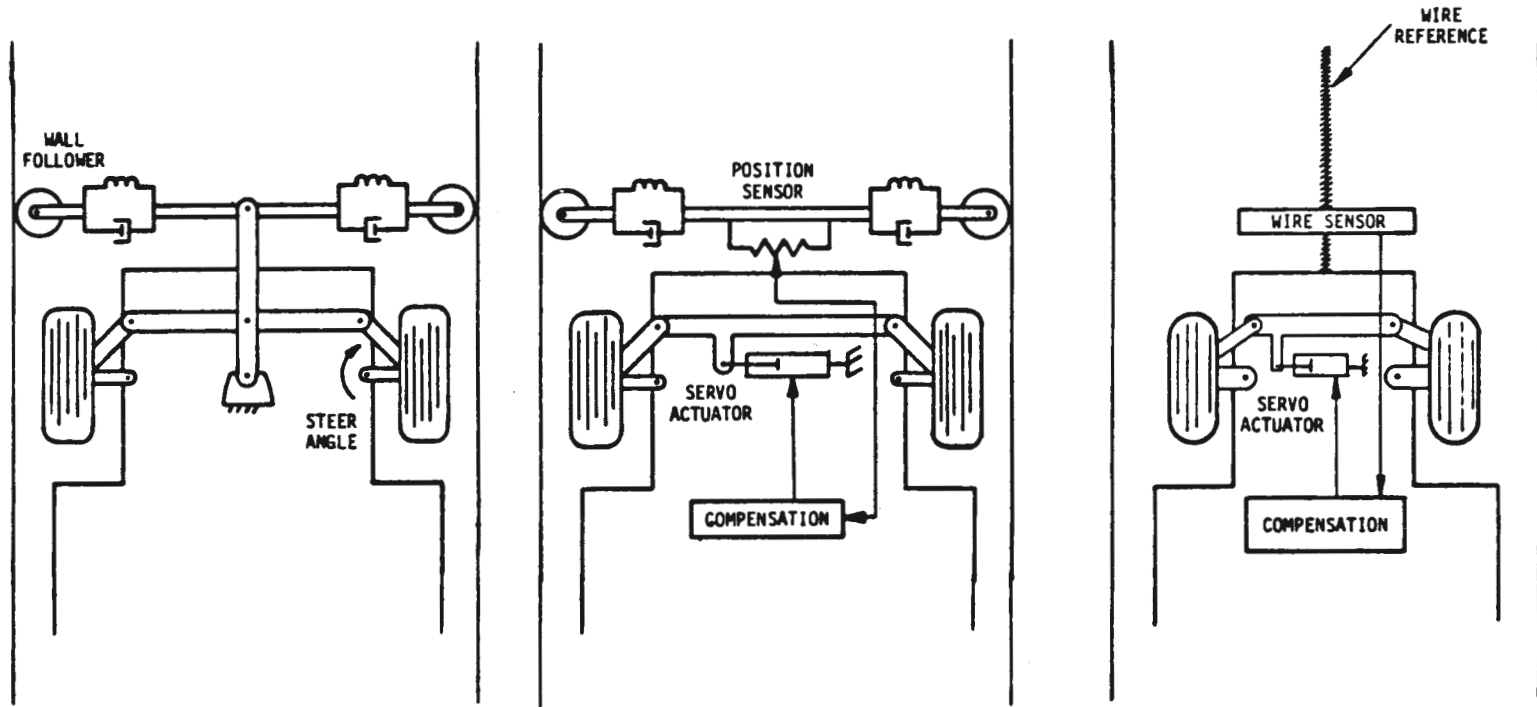 WALL
FOLLOWER
STEER
ANGLE
POSITION
SENSOR
SERVO
ACTUATOR
COMPENSATION
WIRE
REFERENCE
WIRE SENSOR
SERVO
ACTUATOR
COMPENSATION